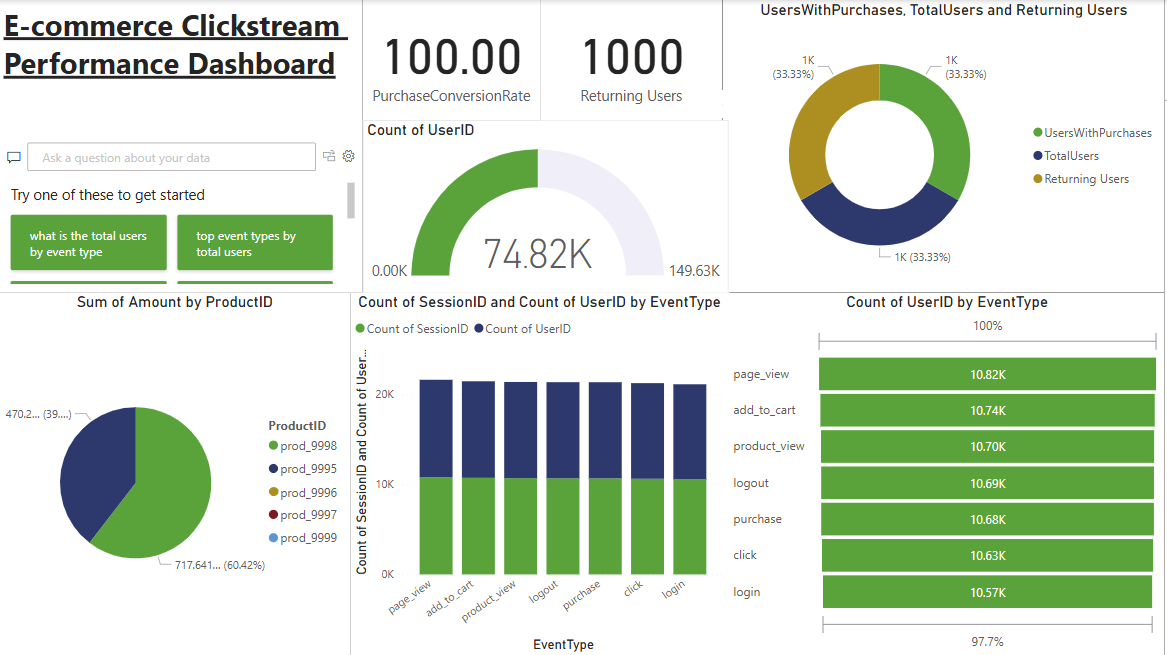 E-commerce Clickstream
Performance Dashboard
Ask a question about your data
Try one of these to get started
what is the total users
by event type
top event types by
total users
100.00
PurchaseConversionRate
1000
Returning Users
Count of UserID
0.00K
74.82K
149.63K
UsersWithPurchases, TotalUsers and Returning Users
1K
(33.33%)
1K
(33.33%)
1K (33.33%)
UsersWithPurchases
TotalUsers
Returning Users
Sum of Amount by ProductID
470.2... (39....)
717.641... (60.42%)
ProductID
prod_9998
prod_9995
prod_9996
prod_9997
prod_9999
Count of SessionID and Count of UserID by EventType
Count of SessionID
Count of UserID
Count of SessionID and Count of User...
20K
10K
0K
page_view
add_to_cart
product_view
logout
purchase
click
login
EventType
Count of UserID by EventType
100%
page_view 10.82K
add_to_cart 10.74K
product_view 10.70K
logout 10.69K
purchase 10.68K
click 10.63K
login 10.57K
97.7%